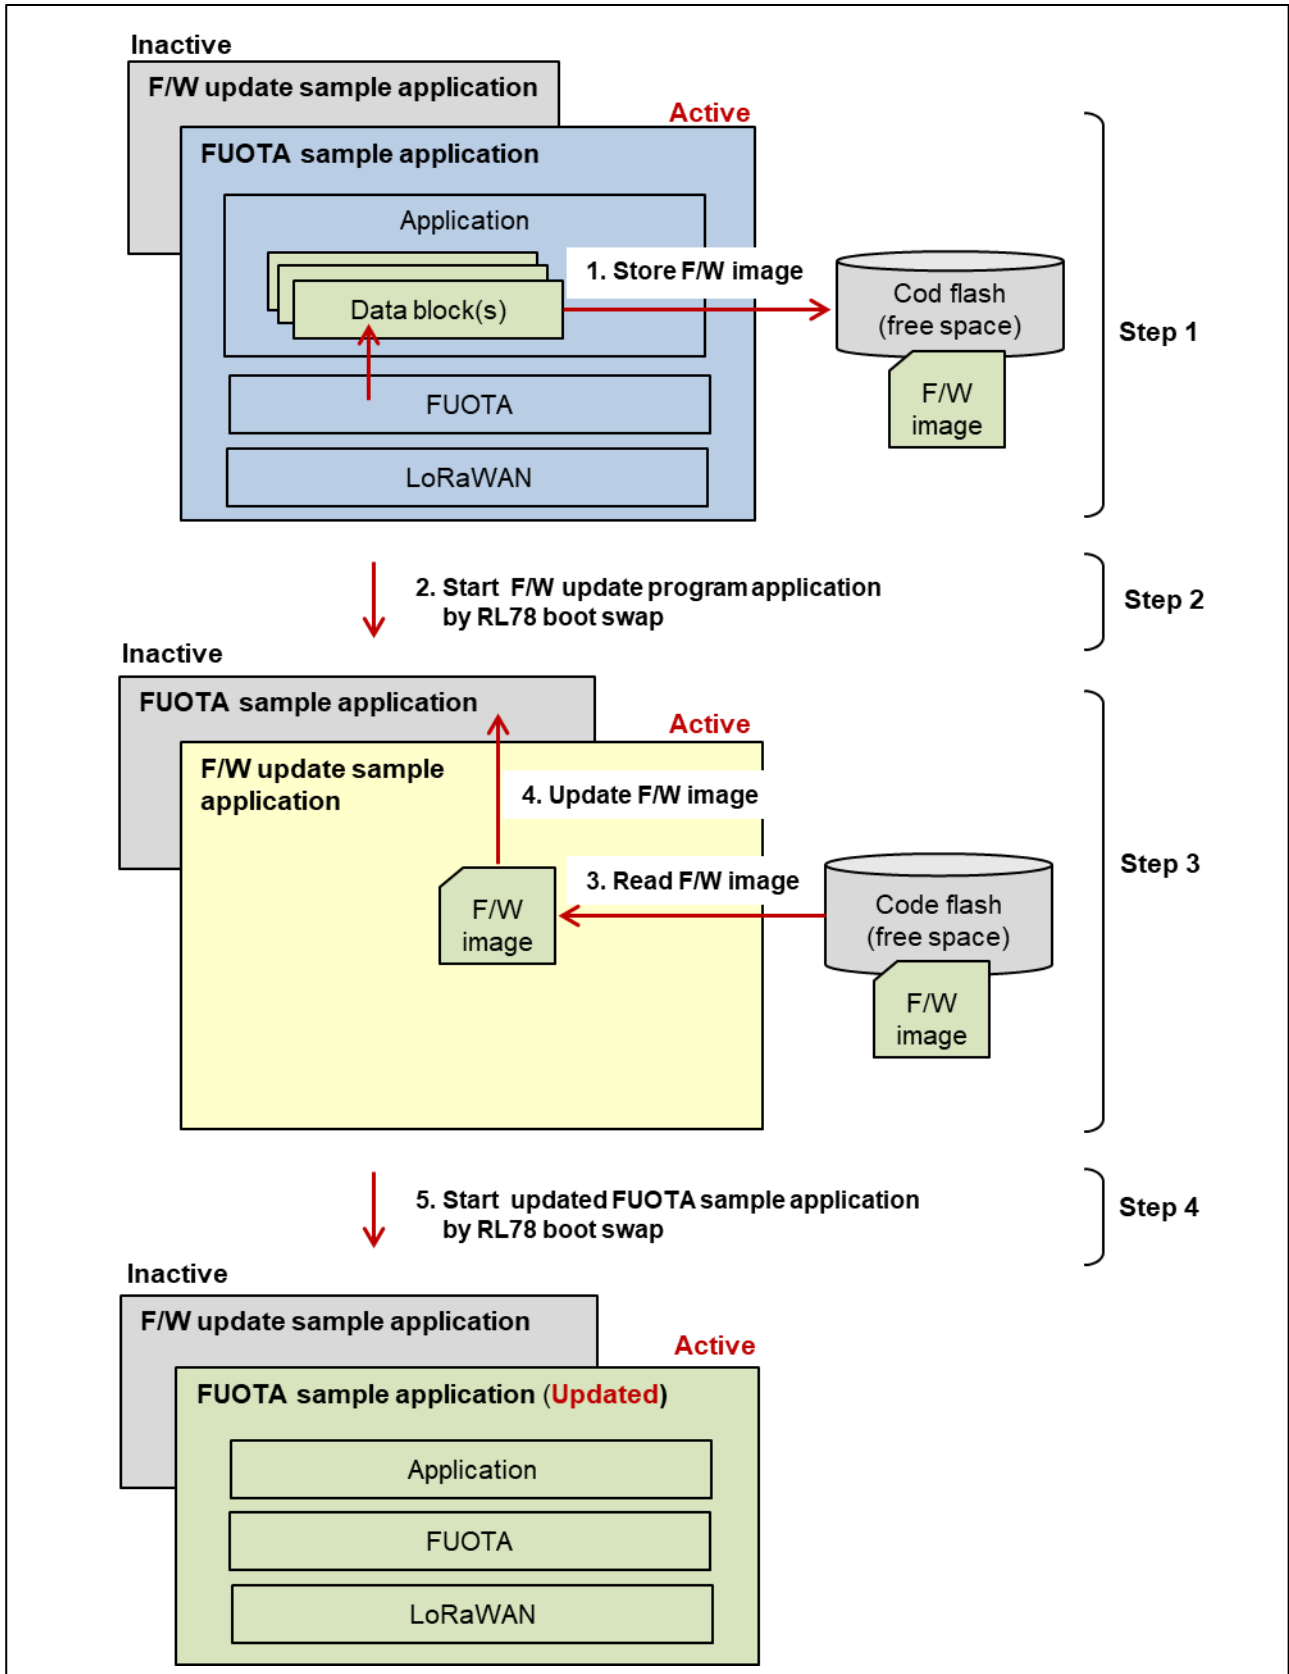 Inactive
F/W update sample application
Active
FUOTA sample application
Application
1. Store F/W image
Data block(s)
Cod flash
(free space)
F/W
image
FUOTA
LoRaWAN
Step 1
2. Start F/W update program application
by RL78 boot swap
Step 2
Inactive
FUOTA sample application
Active
F/W update sample
application
4. Update F/W image
3. Read F/W image
F/W
image
Code flash
(free space)
F/W
image
Step 3
5. Start updated FUOTA sample application
by RL78 boot swap
Step 4
Inactive
F/W update sample application
Active
FUOTA sample application (Updated)
Application
FUOTA
LoRaWAN